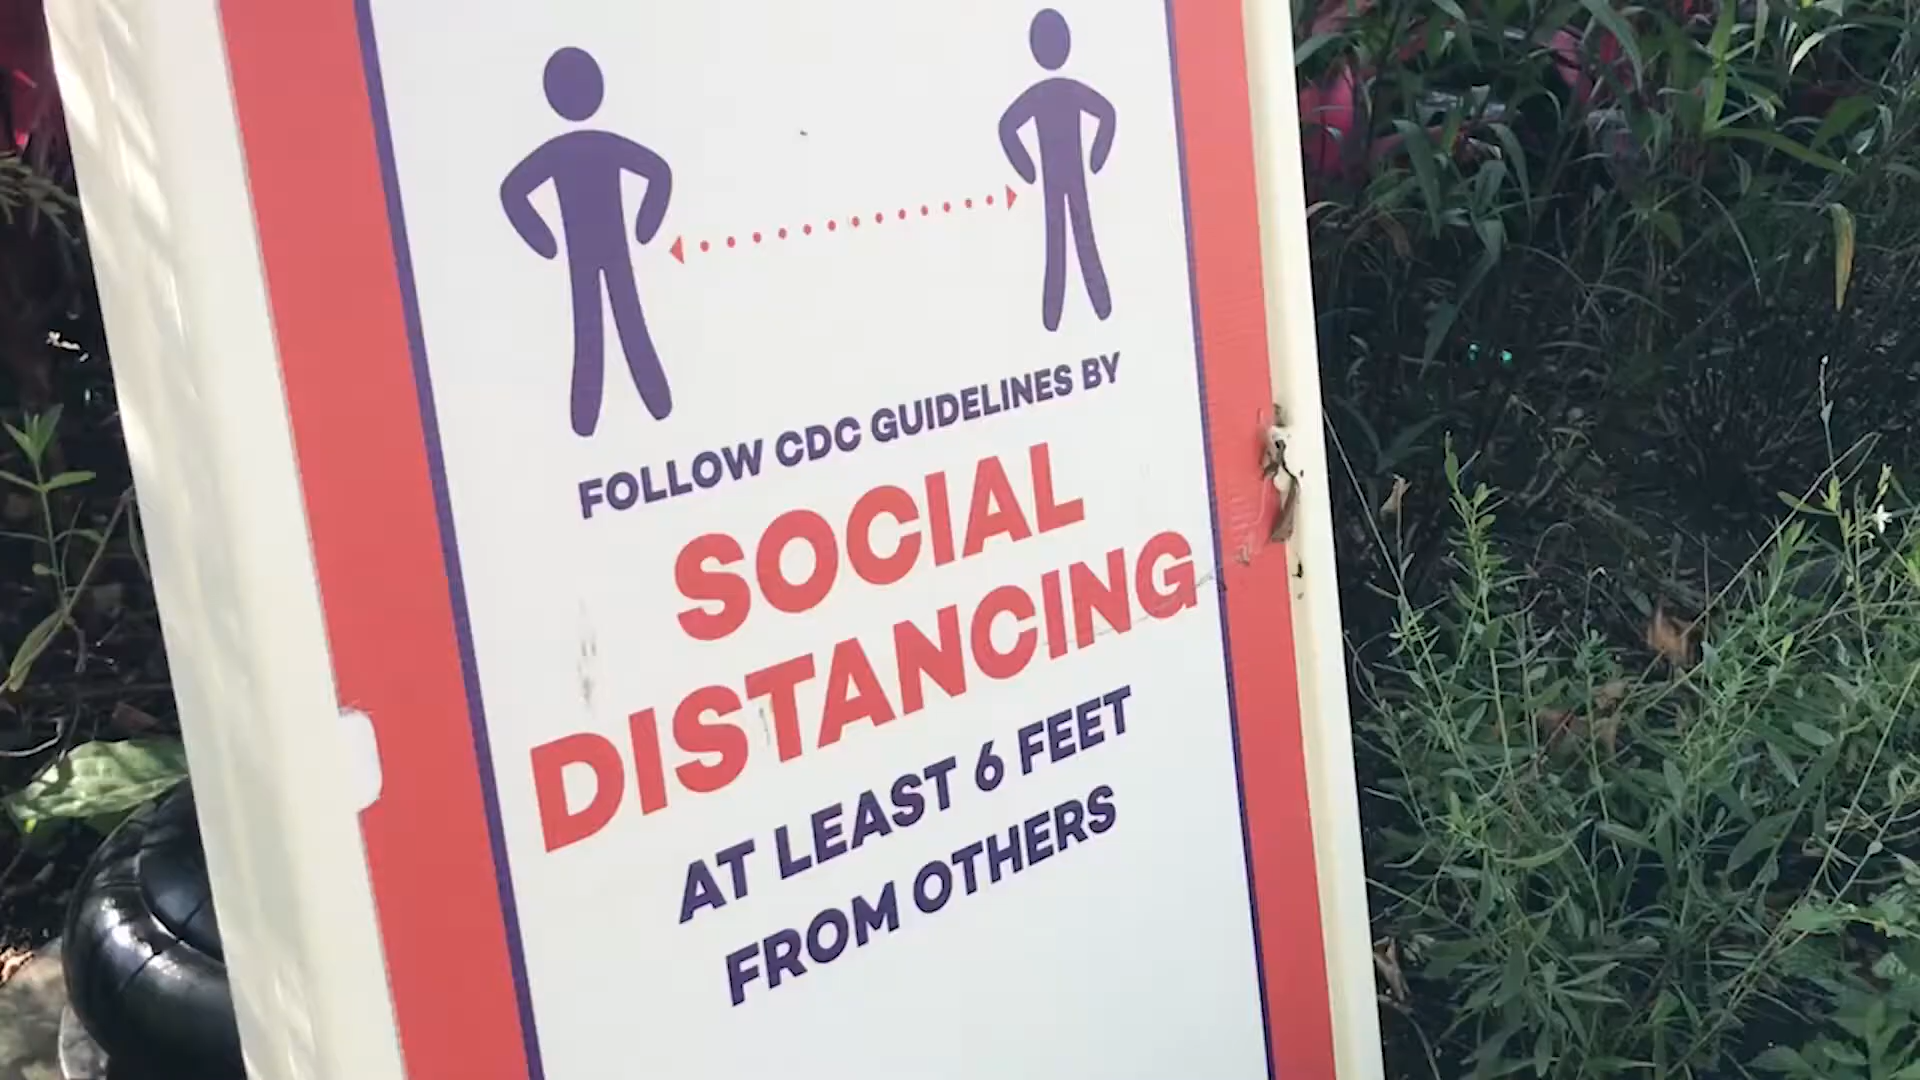 FOLLOW CDC GUIDELINES BY
SOCIAL
DISTANCING
AT LEAST 6 FEET
FROM OTHERS